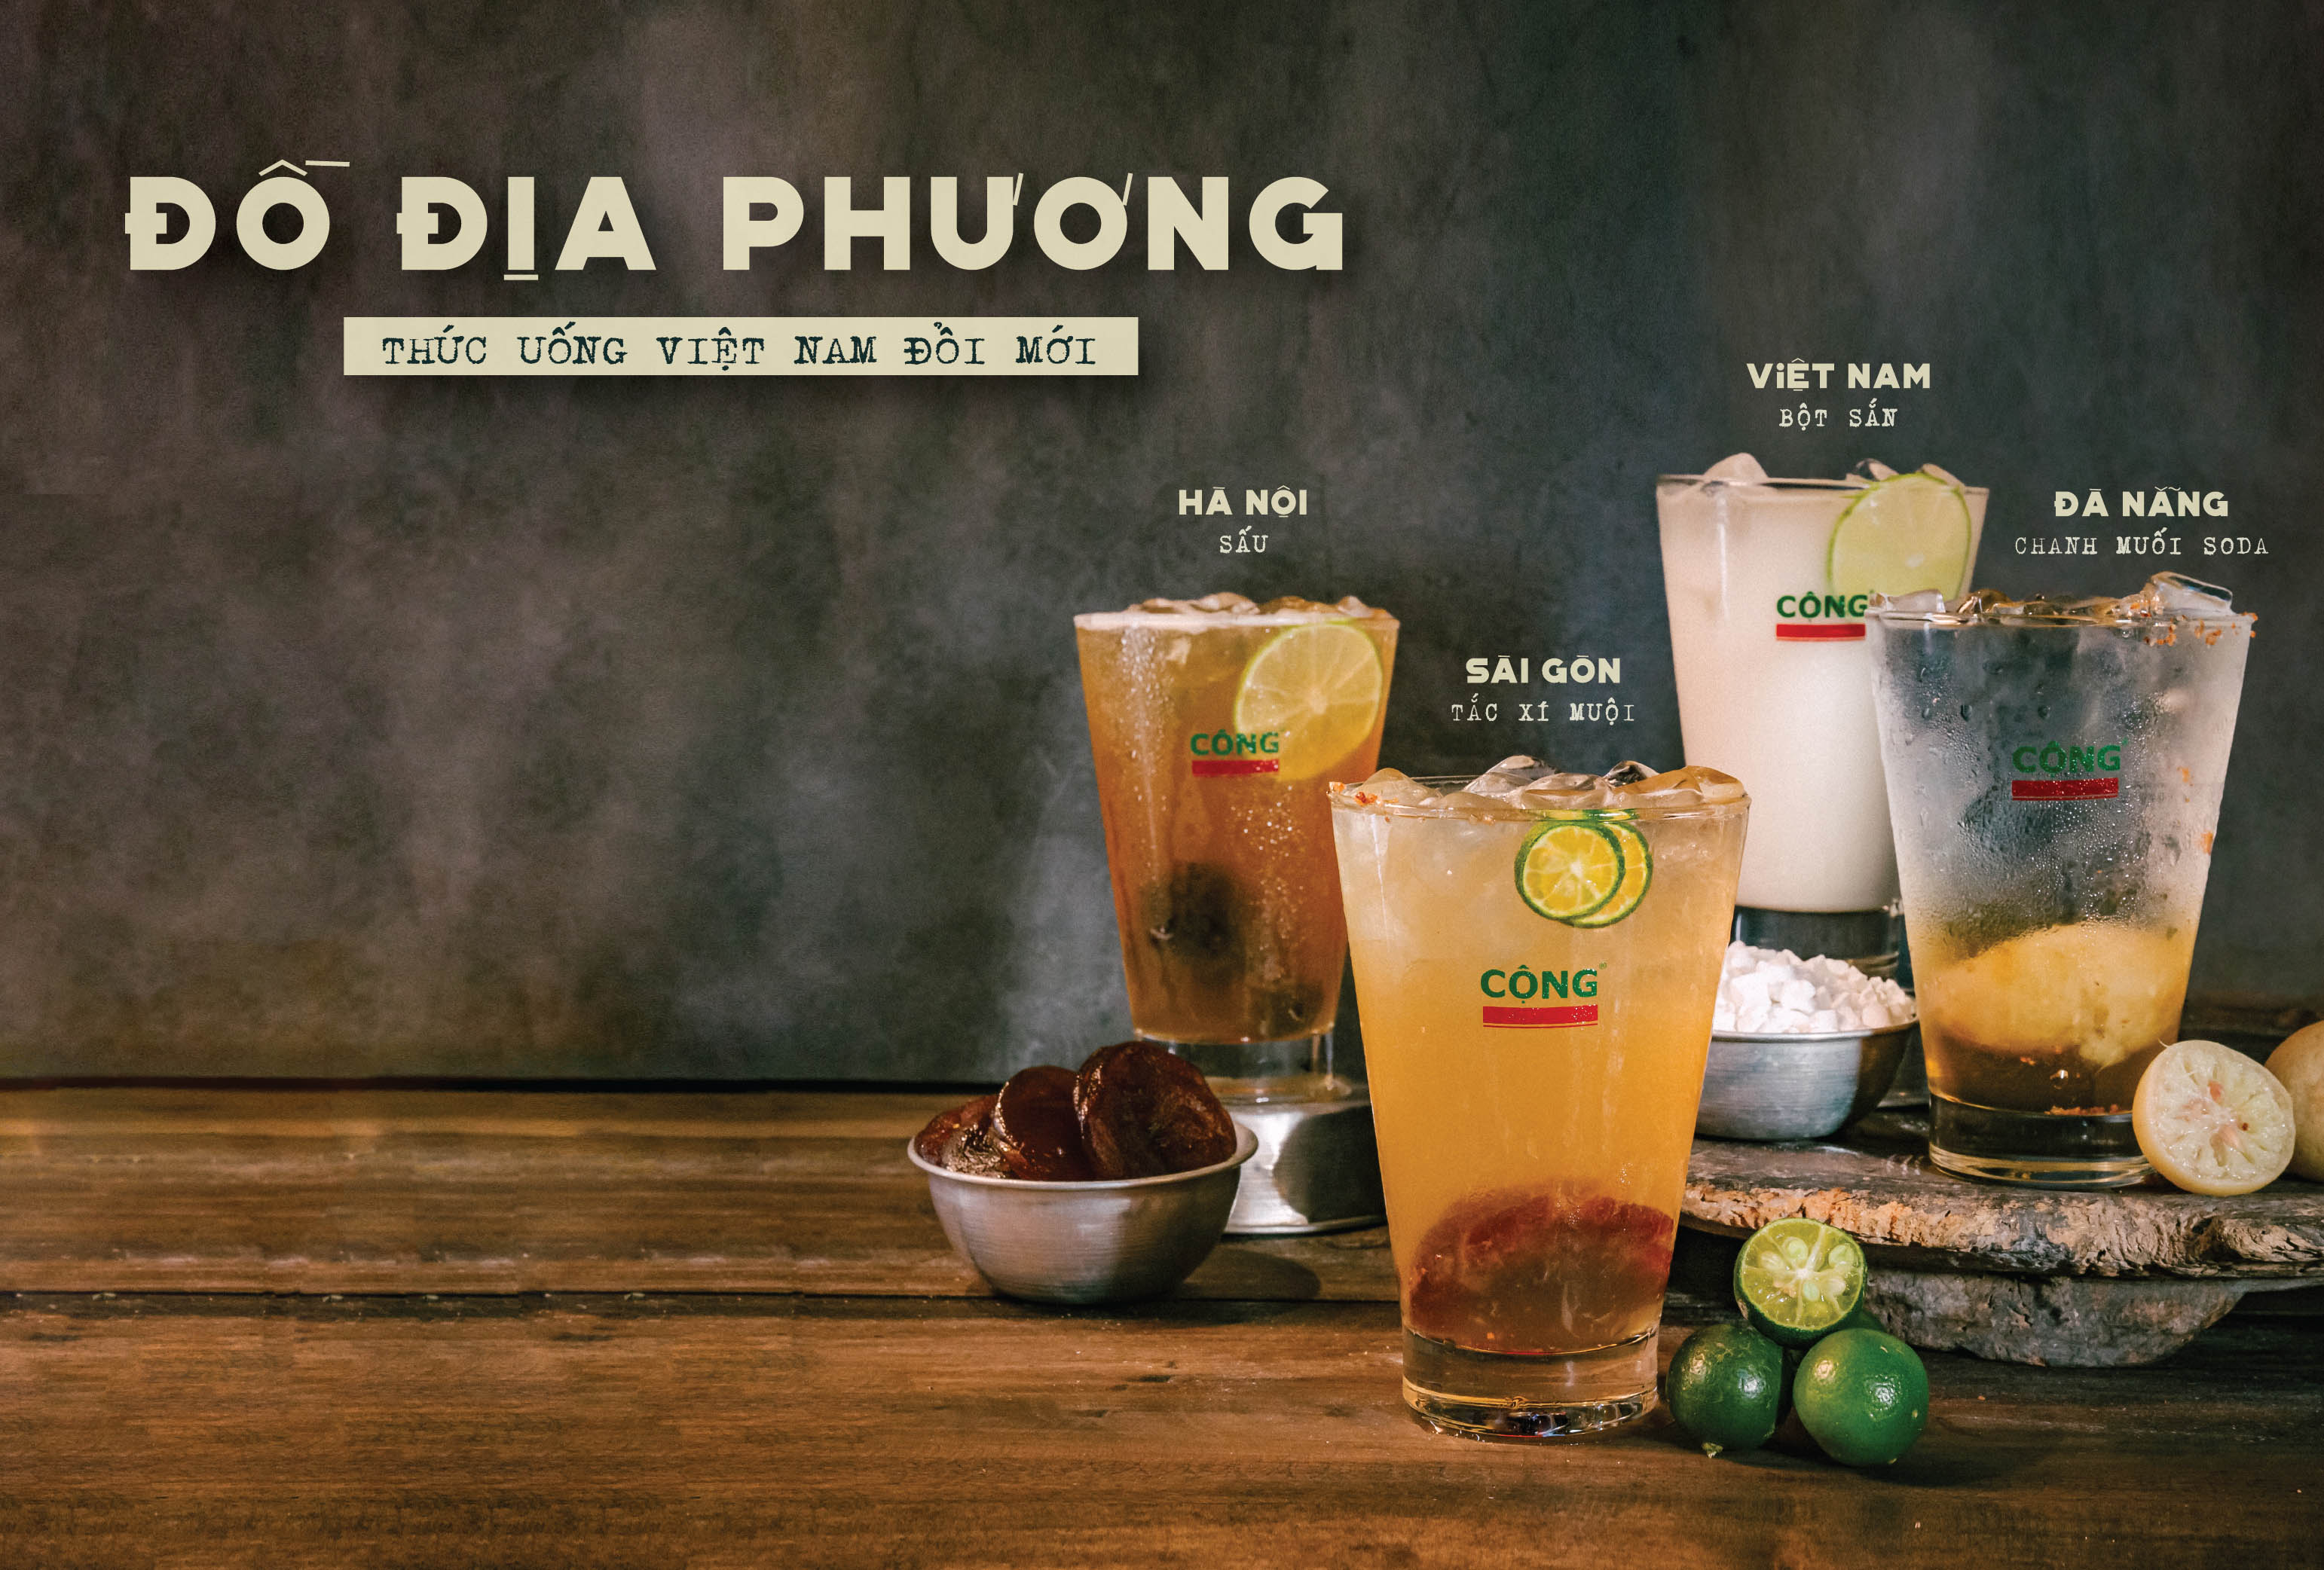 ĐỒ ĐỊA PHƯƠNG
THỨC UỐNG VIỆT NAM ĐỔI MỚI
VIỆT NAM
BỘT SẮN
HÀ NỘI
SẤU
ĐÀ NẴNG
CHANH MUỐI SODA
SÀI GÒN
TẮC XÍ MUỘI
CỘNG
CỘNG
CỘNG
CỘNG